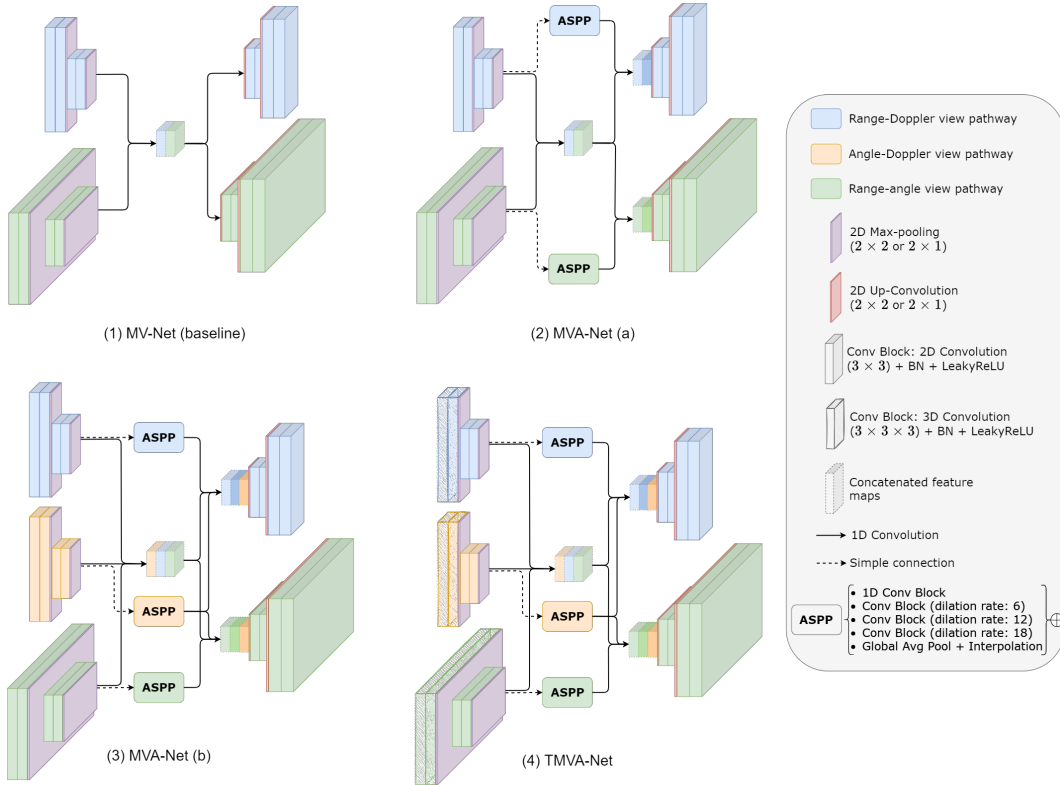 ASPP
ASPP
(1) MV-Net (baseline)
(2) MVA-Net (a)
ASPP
ASPP
ASPP
(3) MVA-Net (b)
ASPP
ASPP
ASPP
(4) TMVA-Net
Range-Doppler view pathway
Angle-Doppler view pathway
Range-angle view pathway
2D Max-pooling
(2 × 2 or 2 × 1)
2D Up-Convolution
(2 × 2 or 2 × 1)
Conv Block: 2D Convolution
(3 × 3) + BN + LeakyReLU
Conv Block: 3D Convolution
(3 × 3 × 3) + BN + LeakyReLU
Concatenated feature
maps
1D Convolution
Simple connection
ASPP
• 1D Conv Block
• Conv Block (dilation rate: 6)
• Conv Block (dilation rate: 12)
• Conv Block (dilation rate: 18)
• Global Avg Pool + Interpolation